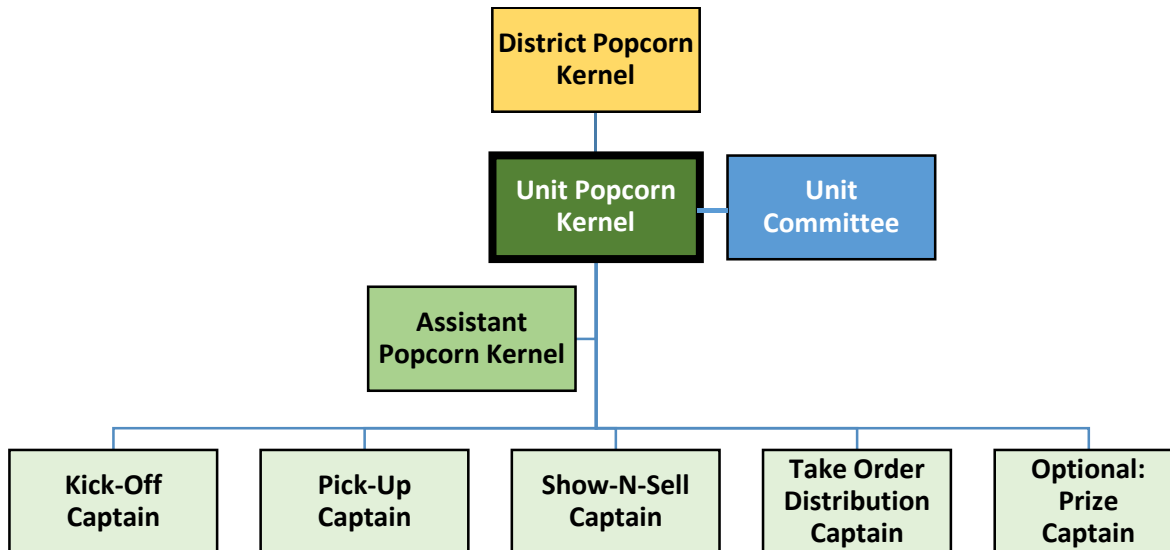 District Popcorn
Kernel
Unit Popcorn
Kernel
Unit
Committee
Assistant
Popcorn Kernel
Kick-Off
Captain
Pick-Up
Captain
Show-N-Sell
Captain
Take Order
Distribution
Captain
Optional:
Prize
Captain